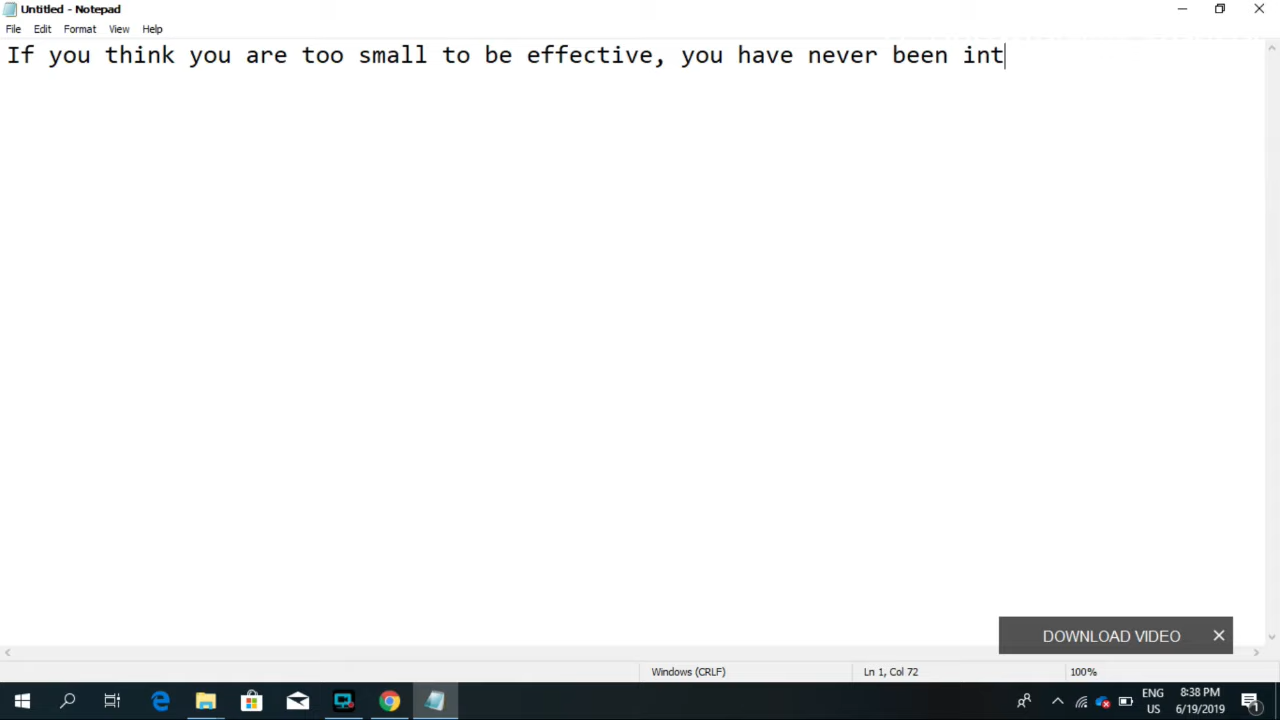 Untitled - Notepad
File Edit Format View Help
If you think you are too small to be effective, you have never been int
DOWNLOAD VIDEO
Windows (CRLF) Ln 1, Col 72 100%
ENG 8:38 PM
US 6/19/2019 1